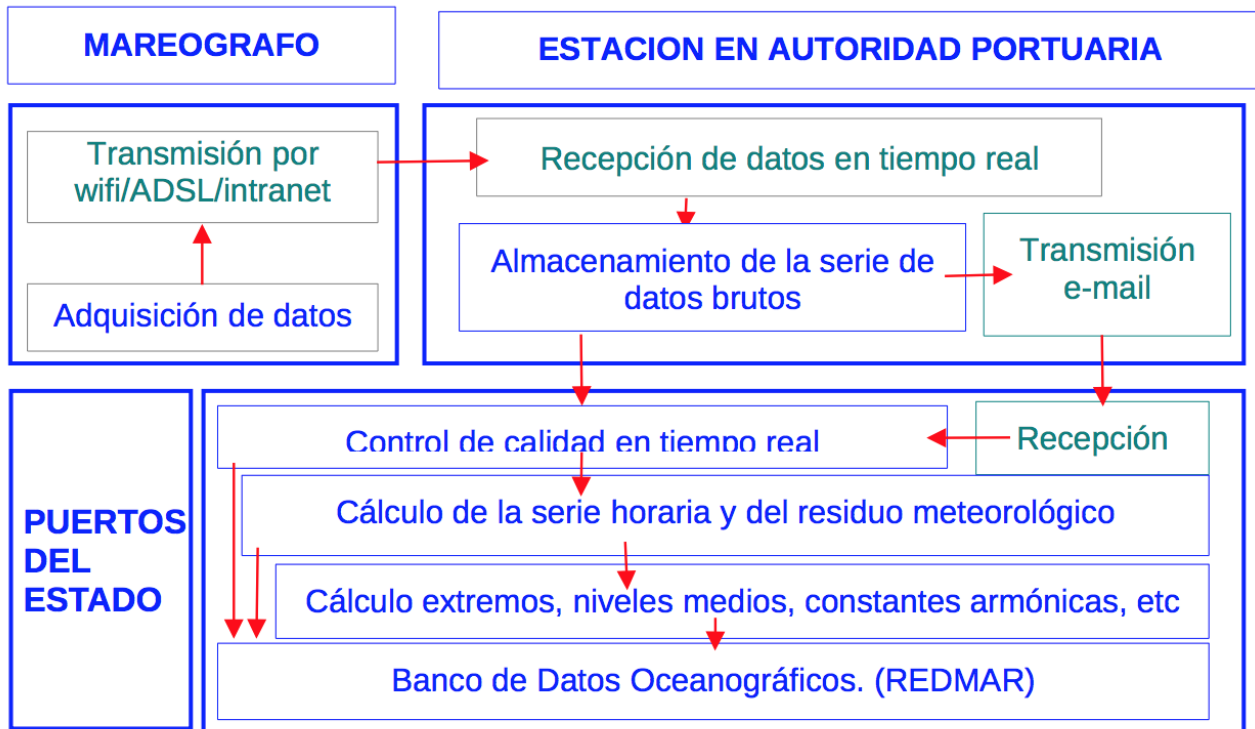 MAREOGRAFO
ESTACION EN AUTORIDAD PORTUARIA
Transmisión por
wifi/ADSL/intranet
Adquisición de datos
Recepción de datos en tiempo real
Almacenamiento de la serie de
datos brutos
Transmisión
e-mail
PUERTOS
DEL
ESTADO
Control de calidad en tiempo real
Recepción
Cálculo de la serie horaria y del residuo meteorológico
Cálculo extremos, niveles medios, constantes armónicas, etc
Banco de Datos Oceanográficos. (REDMAR)